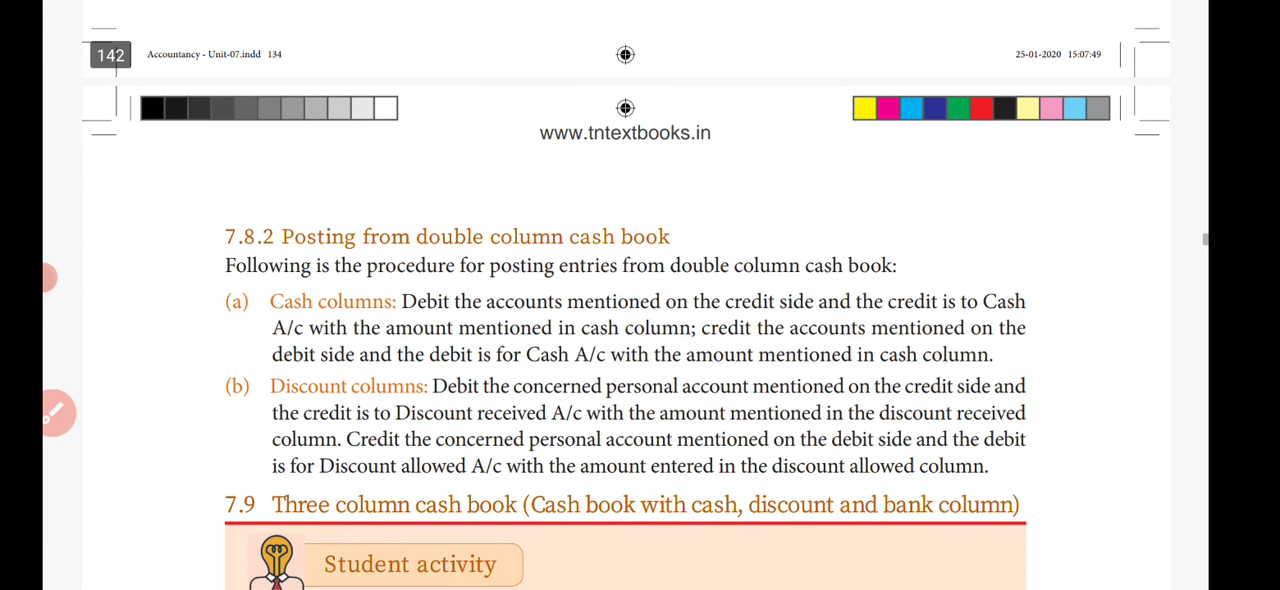 142
Accountancy - Unit-07.indd 134
25-01-2020 15:07:49
www.tntextbooks.in
7.8.2 Posting from double column cash book
Following is the procedure for posting entries from double column cash book:
(a) Cash columns: Debit the accounts mentioned on the credit side and the credit is to Cash
A/c with the amount mentioned in cash column; credit the accounts mentioned on the
debit side and the debit is for Cash A/c with the amount mentioned in cash column.
(b) Discount columns: Debit the concerned personal account mentioned on the credit side and
the credit is to Discount received A/c with the amount mentioned in the discount received
column. Credit the concerned personal account mentioned on the debit side and the debit
is for Discount allowed A/c with the amount entered in the discount allowed column.
7.9 Three column cash book (Cash book with cash, discount and bank column)
Student activity